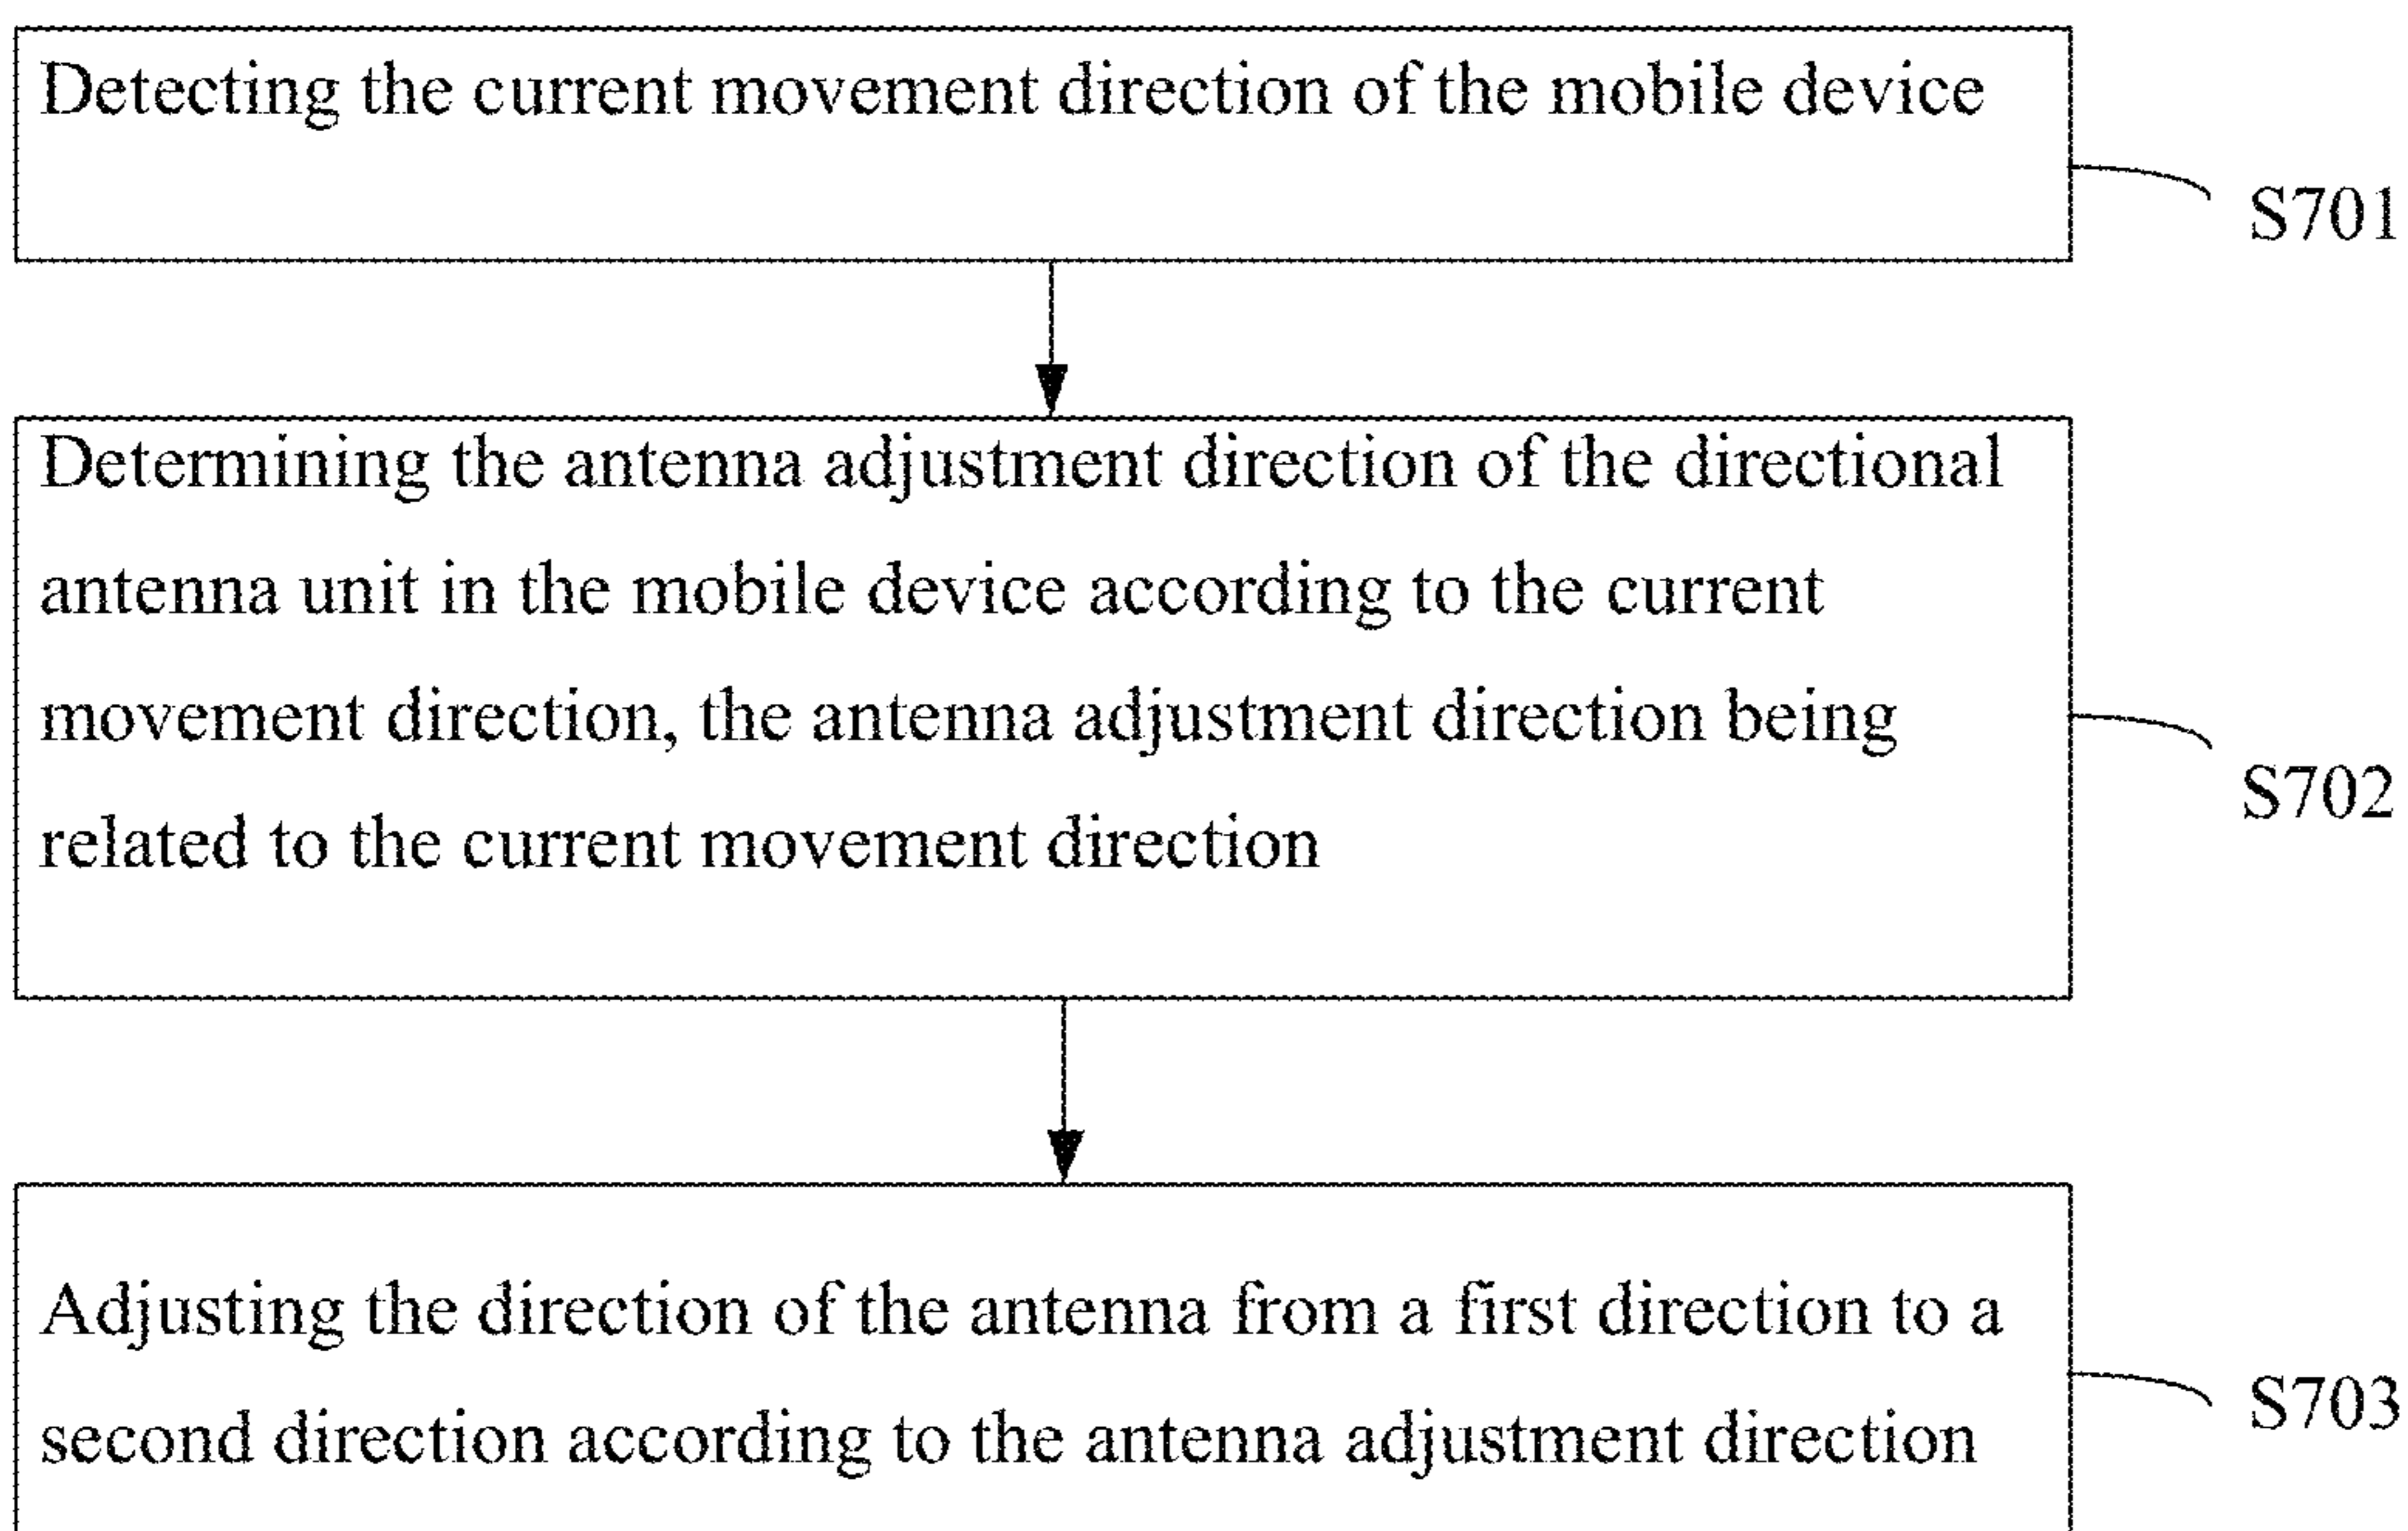 Detecting the current movement direction of the mobile device
S701
Determining the antenna adjustment direction of the directional
antenna unit in the mobile device according to the current
movement direction, the antenna adjustment direction being
related to the current movement direction
S702
Adjusting the direction of the antenna from a first direction to a
second direction according to the antenna adjustment direction
S703